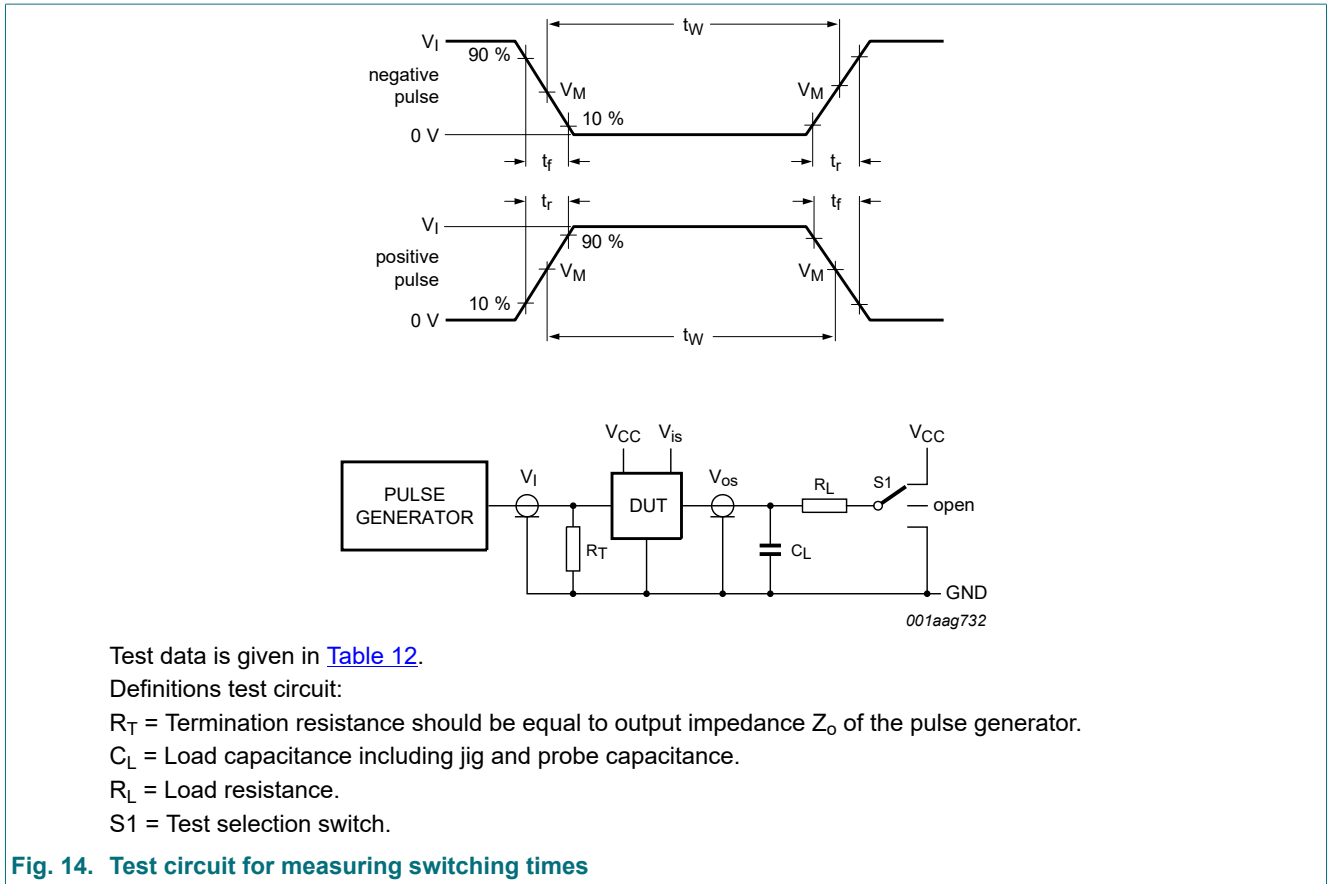 tW
VI
90 %
negative
pulse
VM
VM
10 %
0 V
tf
tr
tr
tf
VI
90 %
positive
pulse
VM
VM
10 %
0 V
tW
VCC
Vis
VCC
VI
Vos
RL
S1
PULSE
GENERATOR
DUT
open
RT
CL
GND
001aag732
Test data is given in Table 12.
Definitions test circuit:
RT = Termination resistance should be equal to output impedance Zo of the pulse generator.
CL = Load capacitance including jig and probe capacitance.
RL = Load resistance.
S1 = Test selection switch.
Fig. 14. Test circuit for measuring switching times